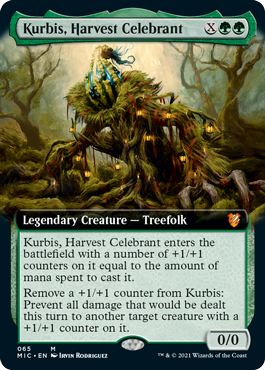 Kurbis, Harvest Celebrant X
Legendary Creature — Treefolk
Kurbis, Harvest Celebrant enters the
battlefield with a number of +1/+1
counters on it equal to the amount of
mana spent to cast it.
Remove a +1/+1 counter from Kurbis:
Prevent all damage that would be dealt
this turn to another target creature with a
+1/+1 counter on it.
0/0
065 M
MIC • EN Irvin Rodriguez
™ & © 2021 Wizards of the Coast